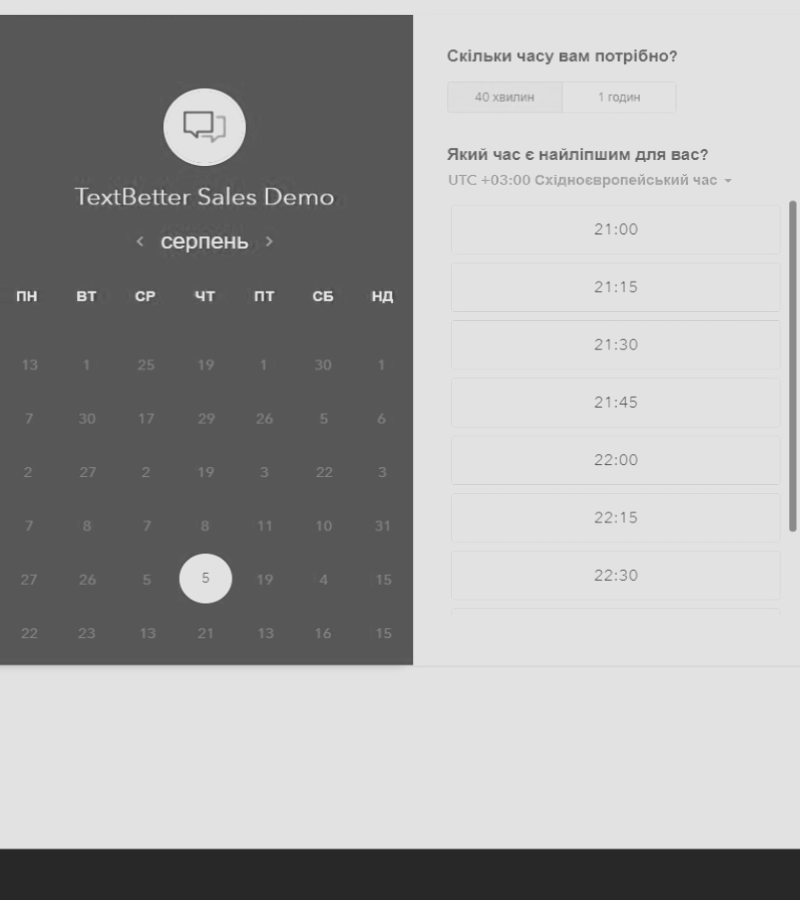 TextBetter Sales Demo
серпень
ПН ВТ СР ЧТ ПТ СБ НД
13 1 25 19 1 30 1
7 30 17 29 26 5 6
2 27 2 19 3 22 3
7 8 7 8 11 10 31
27 26 5 5 19 4 15
22 23 13 21 13 16 15
Скільки часу вам потрібно?
40 хвилин 1 годин
Який час є найліпшим для вас?
UTC +03:00 Східноєвропейський час
21:00
21:15
21:30
21:45
22:00
22:15
22:30